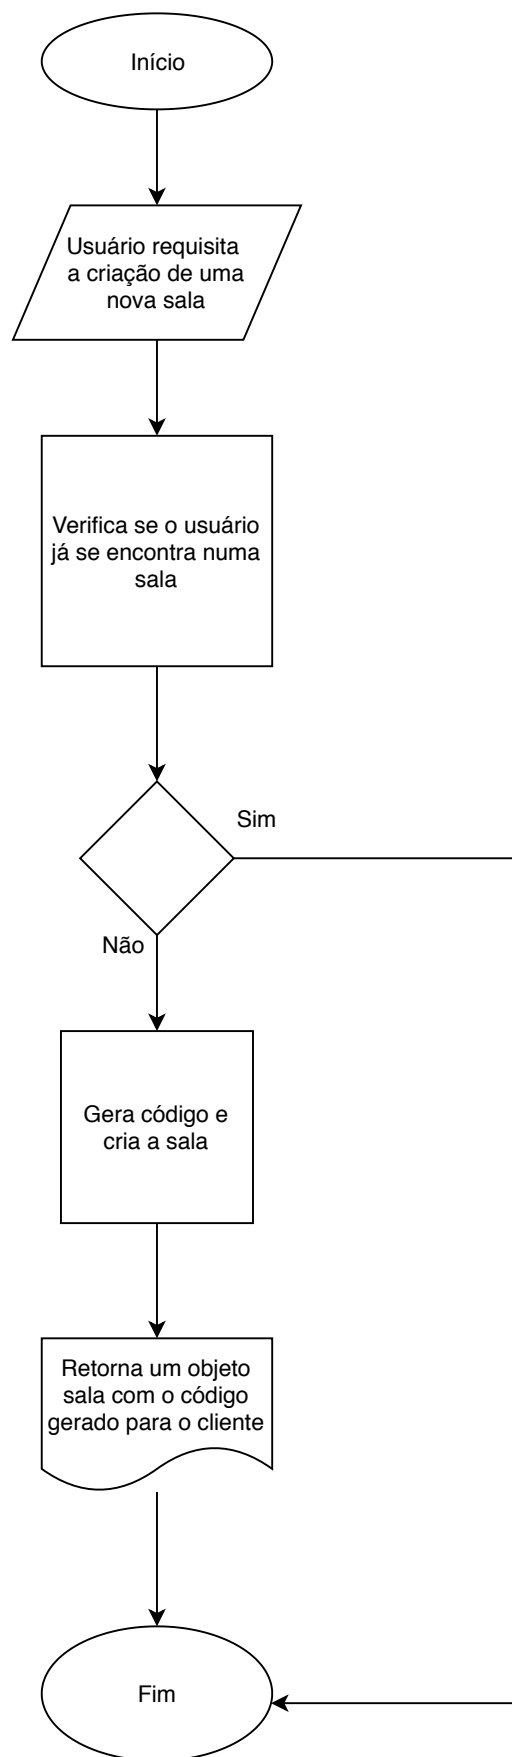 Início
Usuário requisita
a criação de uma
nova sala
Verifica se o usuário
já se encontra numa
sala
Sim
Não
Gera código e
cria a sala
Retorna um objeto
sala com o código
gerado para o cliente
Fim